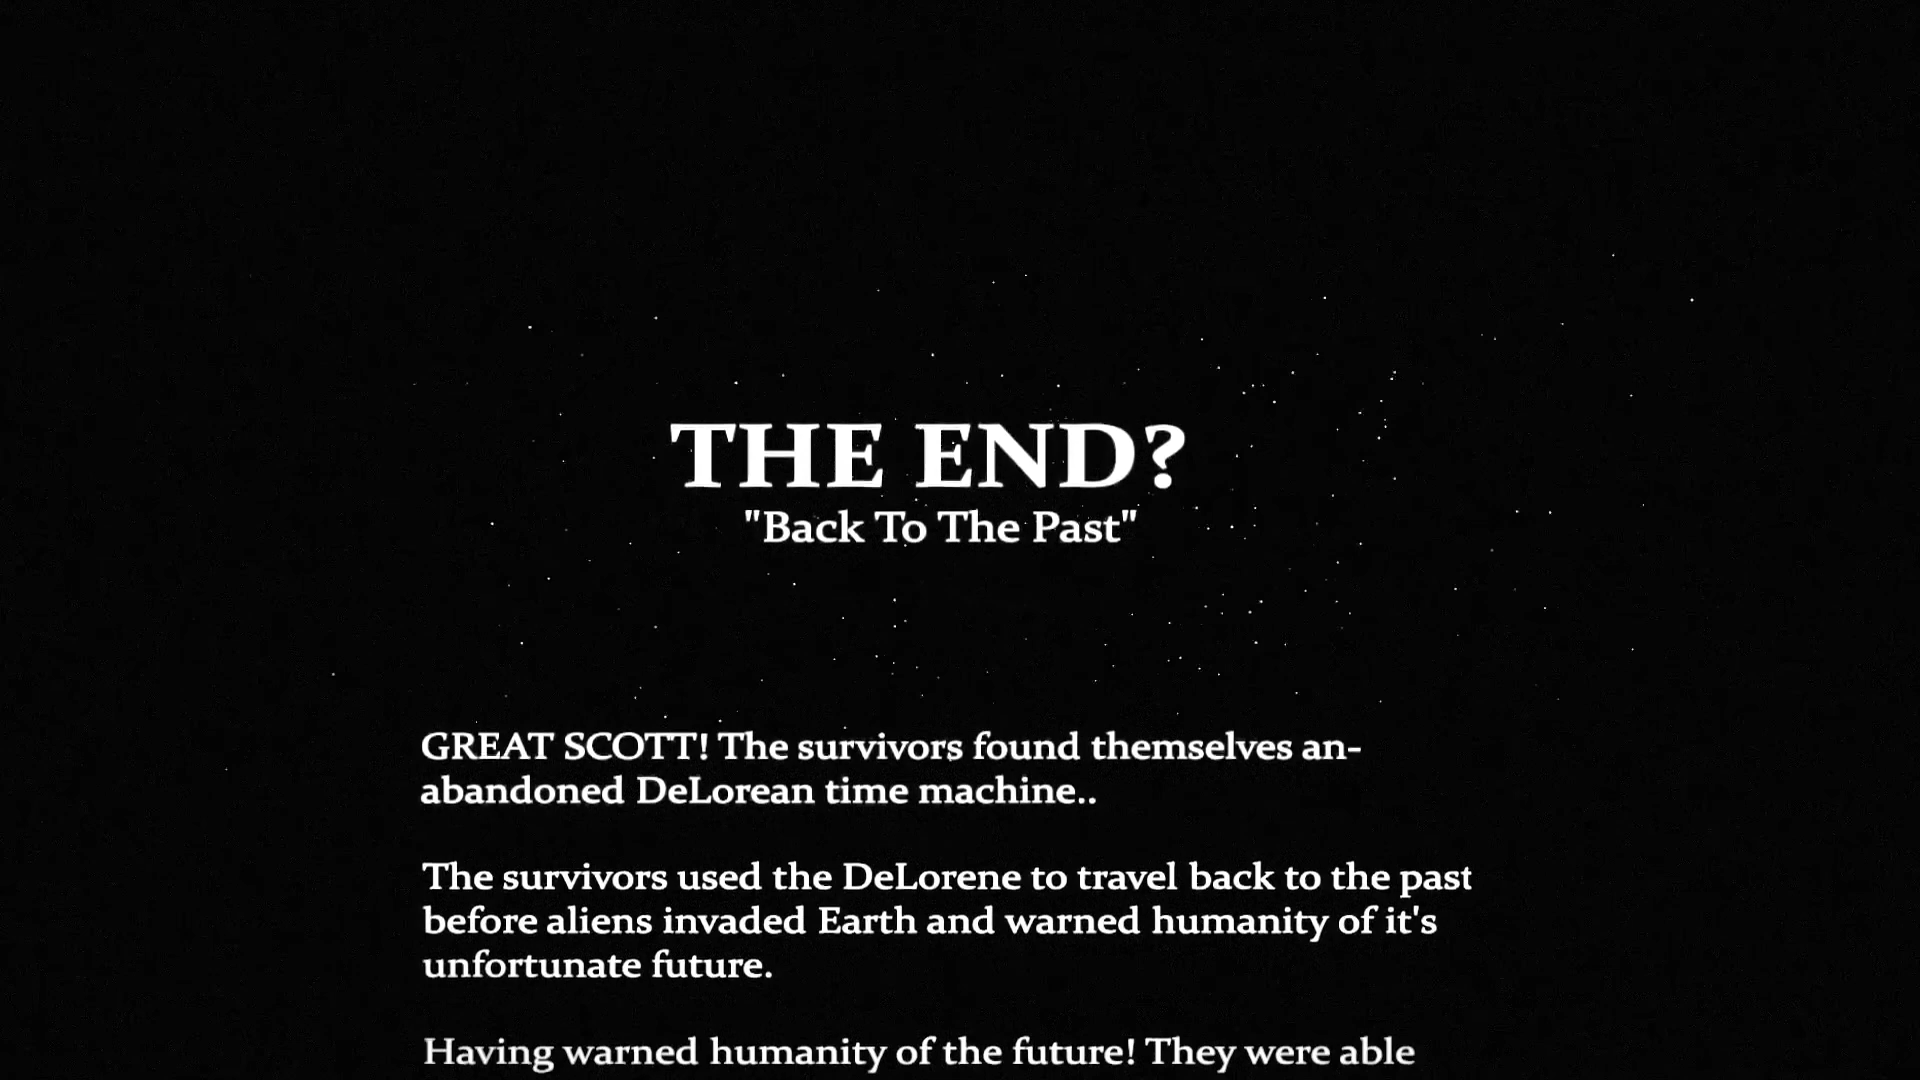 THE END?
"Back To The Past"
GREAT SCOTT! The survivors found themselves an-
abandoned DeLorean time machine..
The survivors used the DeLorene to travel back to the past
before aliens invaded Earth and warned humanity of it's
unfortunate future.
Having warned humanity of the future! They were able